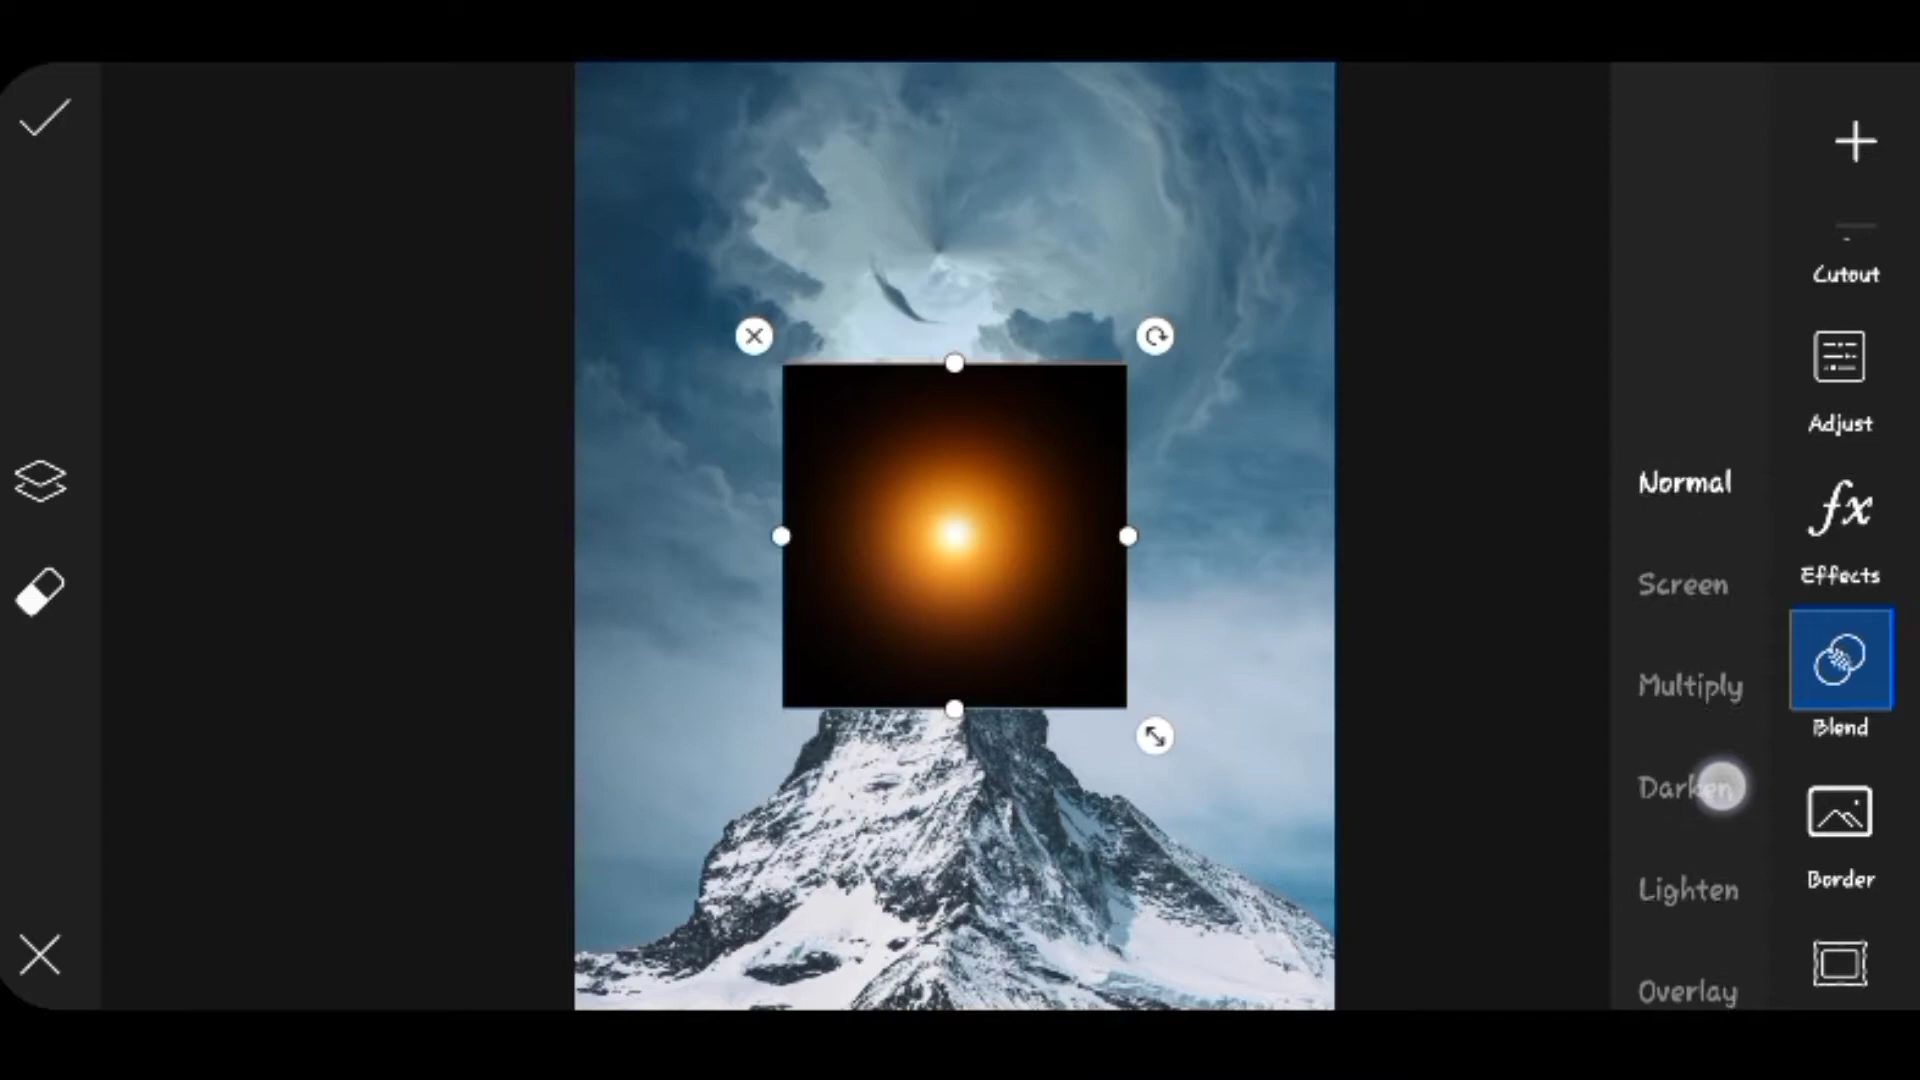 Cutout
Adjust
fx
Effects
Blend
Border
Normal
Screen
Multiply
Darken
Lighten
Overlay